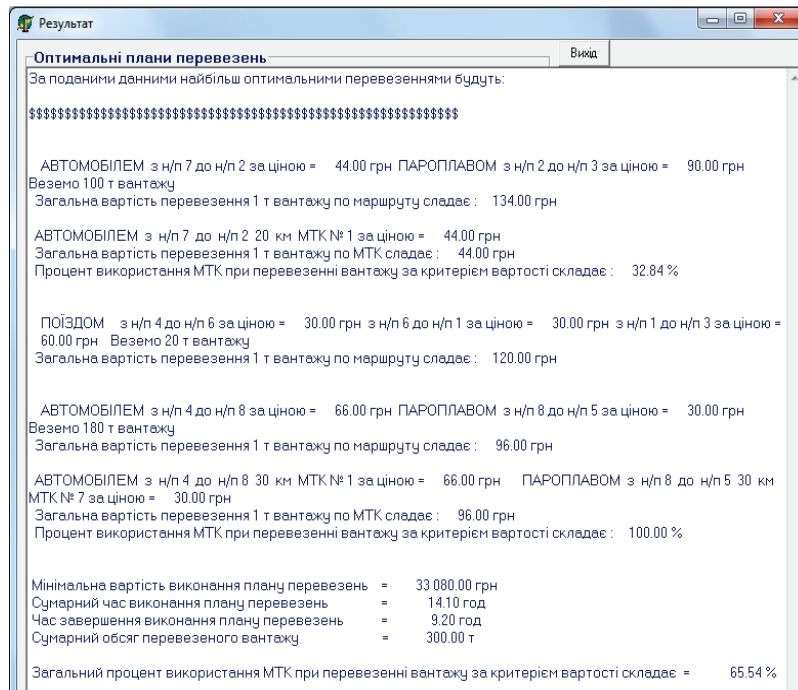 Результат
Оптимальні плани перевезень
Вихід
За поданими данними найбільш оптимальними перевезеннями будуть:
$$$$$$$$$$$$$$$$$$$$$$$$$$$$$$$$$$$$$$$$$$$$$$$$$$$$$$$$$$$$
АВТОМОБІЛЕМ з н/п 7 до н/п 2 за ціною = 44.00 грн ПАРОПЛАВОМ з н/п 2 до н/п 3 за ціною = 90.00 грн
Веземо 100 т вантажу
Загальна вартість перевезення 1 т вантажу по маршруту сладає : 134.00 грн
АВТОМОБІЛЕМ з н/п 7 до н/п 2 20 км МТК № 1 за ціною = 44.00 грн
Загальна вартість перевезення 1 т вантажу по МТК сладає : 44.00 грн
Процент використання МТК при перевезенні вантажу за критерієм вартості складає : 32.84 %
ПОЇЗДОМ з н/п 4 до н/п 6 за ціною = 30.00 грн з н/п 6 до н/п 1 за ціною = 30.00 грн з н/п 1 до н/п 3 за ціною =
60.00 грн Веземо 20 т вантажу
Загальна вартість перевезення 1 т вантажу по маршруту сладає : 120.00 грн
АВТОМОБІЛЕМ з н/п 4 до н/п 8 за ціною = 66.00 грн ПАРОПЛАВОМ з н/п 8 до н/п 5 за ціною = 30.00 грн
Веземо 180 т вантажу
Загальна вартість перевезення 1 т вантажу по маршруту сладає : 96.00 грн
АВТОМОБІЛЕМ з н/п 4 до н/п 8 30 км МТК № 1 за ціною = 66.00 грн ПАРОПЛАВОМ з н/п 8 до н/п 5 30 км
МТК № 7 за ціною = 30.00 грн
Загальна вартість перевезення 1 т вантажу по МТК сладає : 96.00 грн
Процент використання МТК при перевезенні вантажу за критерієм вартості складає : 100.00 %
Мінімальна вартість виконання плану перевезень = 33 080.00 грн
Сумарний час виконання плану перевезень = 14.10 год
Час завершення виконання плану перевезень = 9.20 год
Сумарний обсяг перевезеного вантажу = 300.00 т
Загальний процент використання МТК при перевезенні вантажу за критерієм вартості складає = 65.54 %